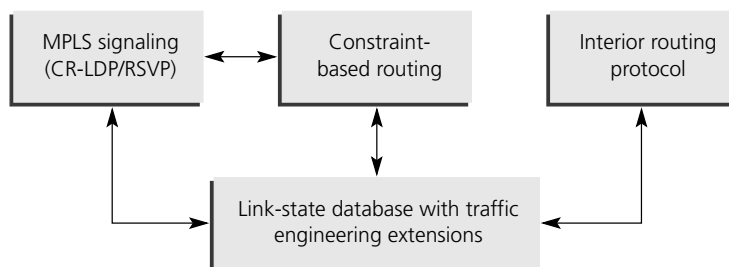 MPLS signaling
(CR-LDP/RSVP)
Constraint-
based routing
Interior routing
protocol
Link-state database with traffic
engineering extensions